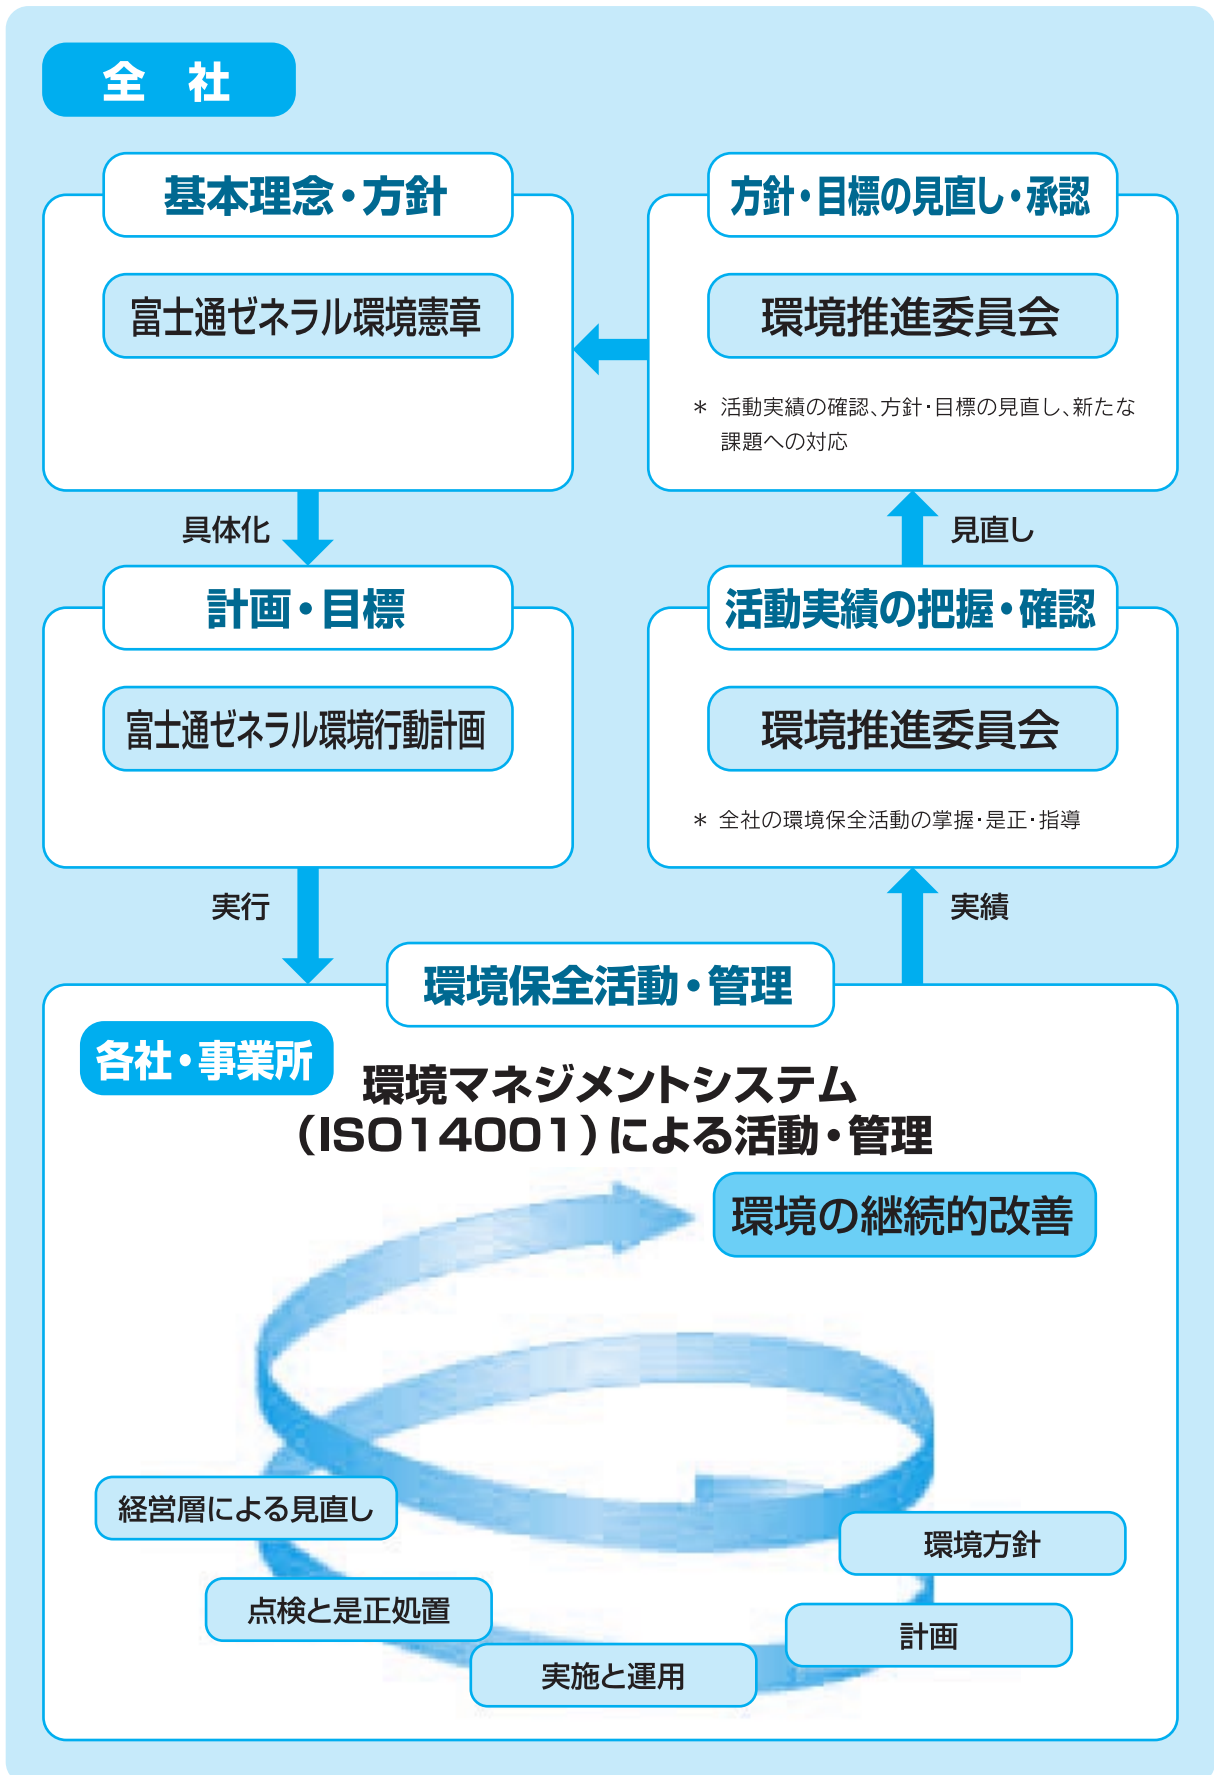 全 社
基本理念・方針
富士通ゼネラル環境憲章
方針・目標の見直し・承認
環境推進委員会
＊ 活動実績の確認、方針・目標の見直し、新たな
課題への対応
具体化
見直し
計画・目標
富士通ゼネラル環境行動計画
活動実績の把握・確認
環境推進委員会
＊ 全社の環境保全活動の掌握・是正・指導
実行
実績
環境保全活動・管理
各社・事業所
環境マネジメントシステム
（ISO14001）による活動・管理
環境の継続的改善
経営層による見直し
環境方針
点検と是正処置
計画
実施と運用